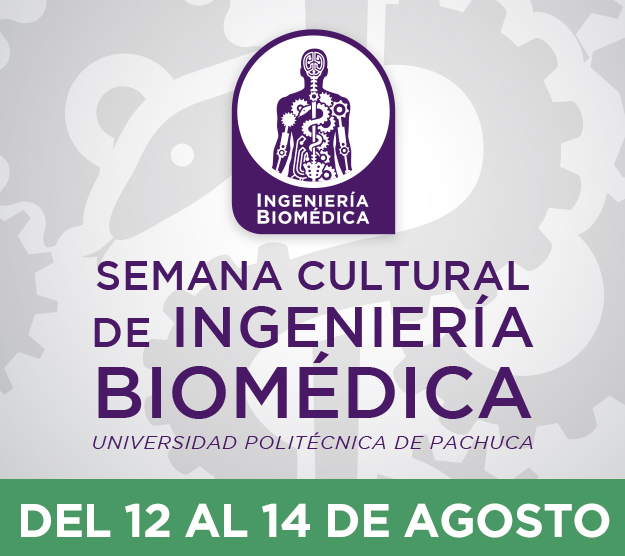 INGENIERÍA
BIOMÉDICA
SEMANA CULTURAL
DE INGENIERÍA
BIOMÉDICA
UNIVERSIDAD POLITÉCNICA DE PACHUCA
DEL 12 AL 14 DE AGOSTO